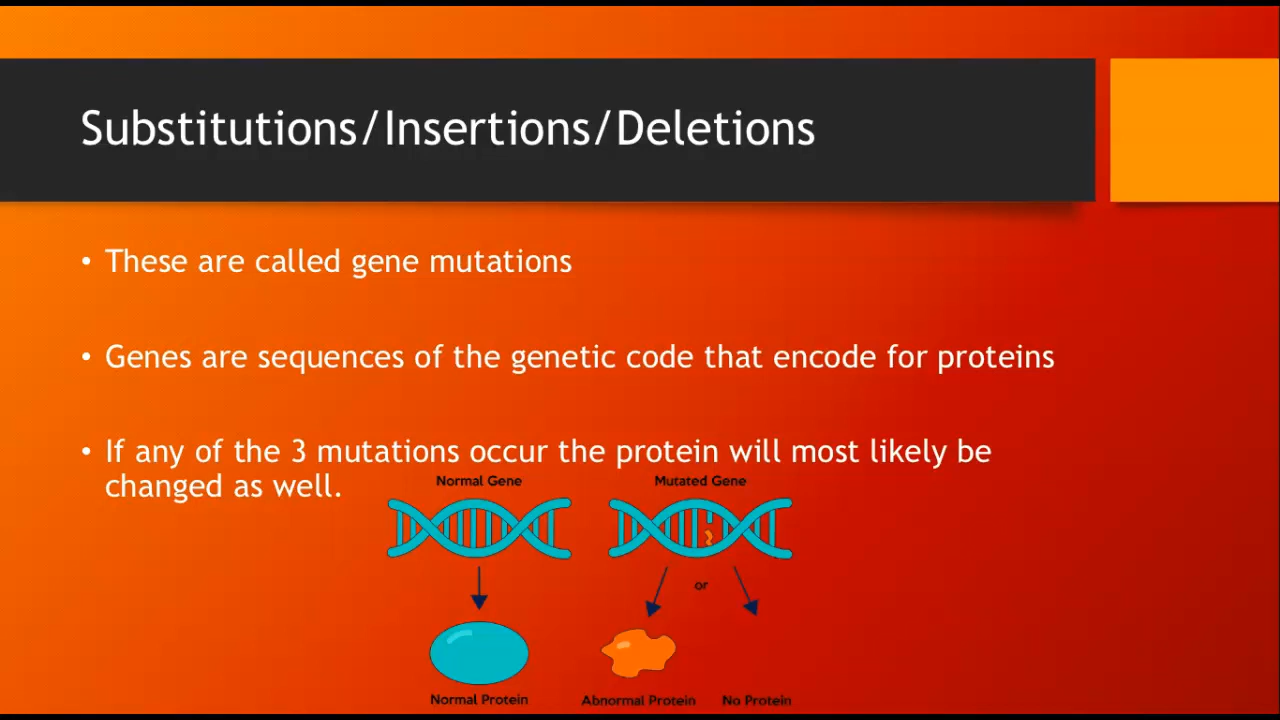 Substitutions/Insertions/Deletions
• These are called gene mutations
• Genes are sequences of the genetic code that encode for proteins
• If any of the 3 mutations occur the protein will most likely be
changed as well.
Normal Gene
Mutated Gene
or
Normal Protein
Abnormal Protein
No Protein